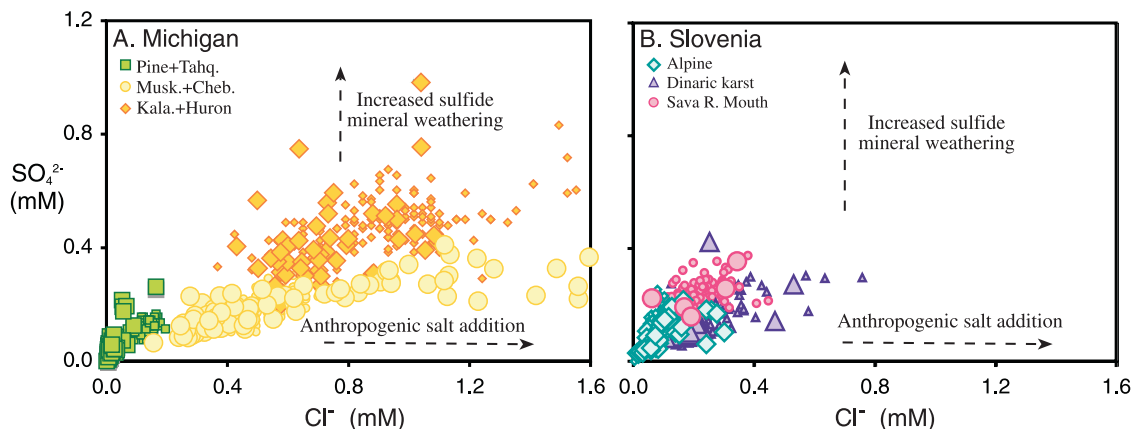 1.2
0.8
0.4
0.0
SO₄²⁻
(mM)
A. Michigan
Pine+Tahq.
Musk.+Cheb.
Kala.+Huron
Increased sulfide
mineral weathering
Anthropogenic salt addition
0.0 0.4 0.8 1.2 1.6
Cl⁻ (mM)
B. Slovenia
Alpine
Dinaric karst
Sava R. Mouth
Increased sulfide
mineral weathering
Anthropogenic salt addition
0.0 0.4 0.8 1.2 1.6
Cl⁻ (mM)